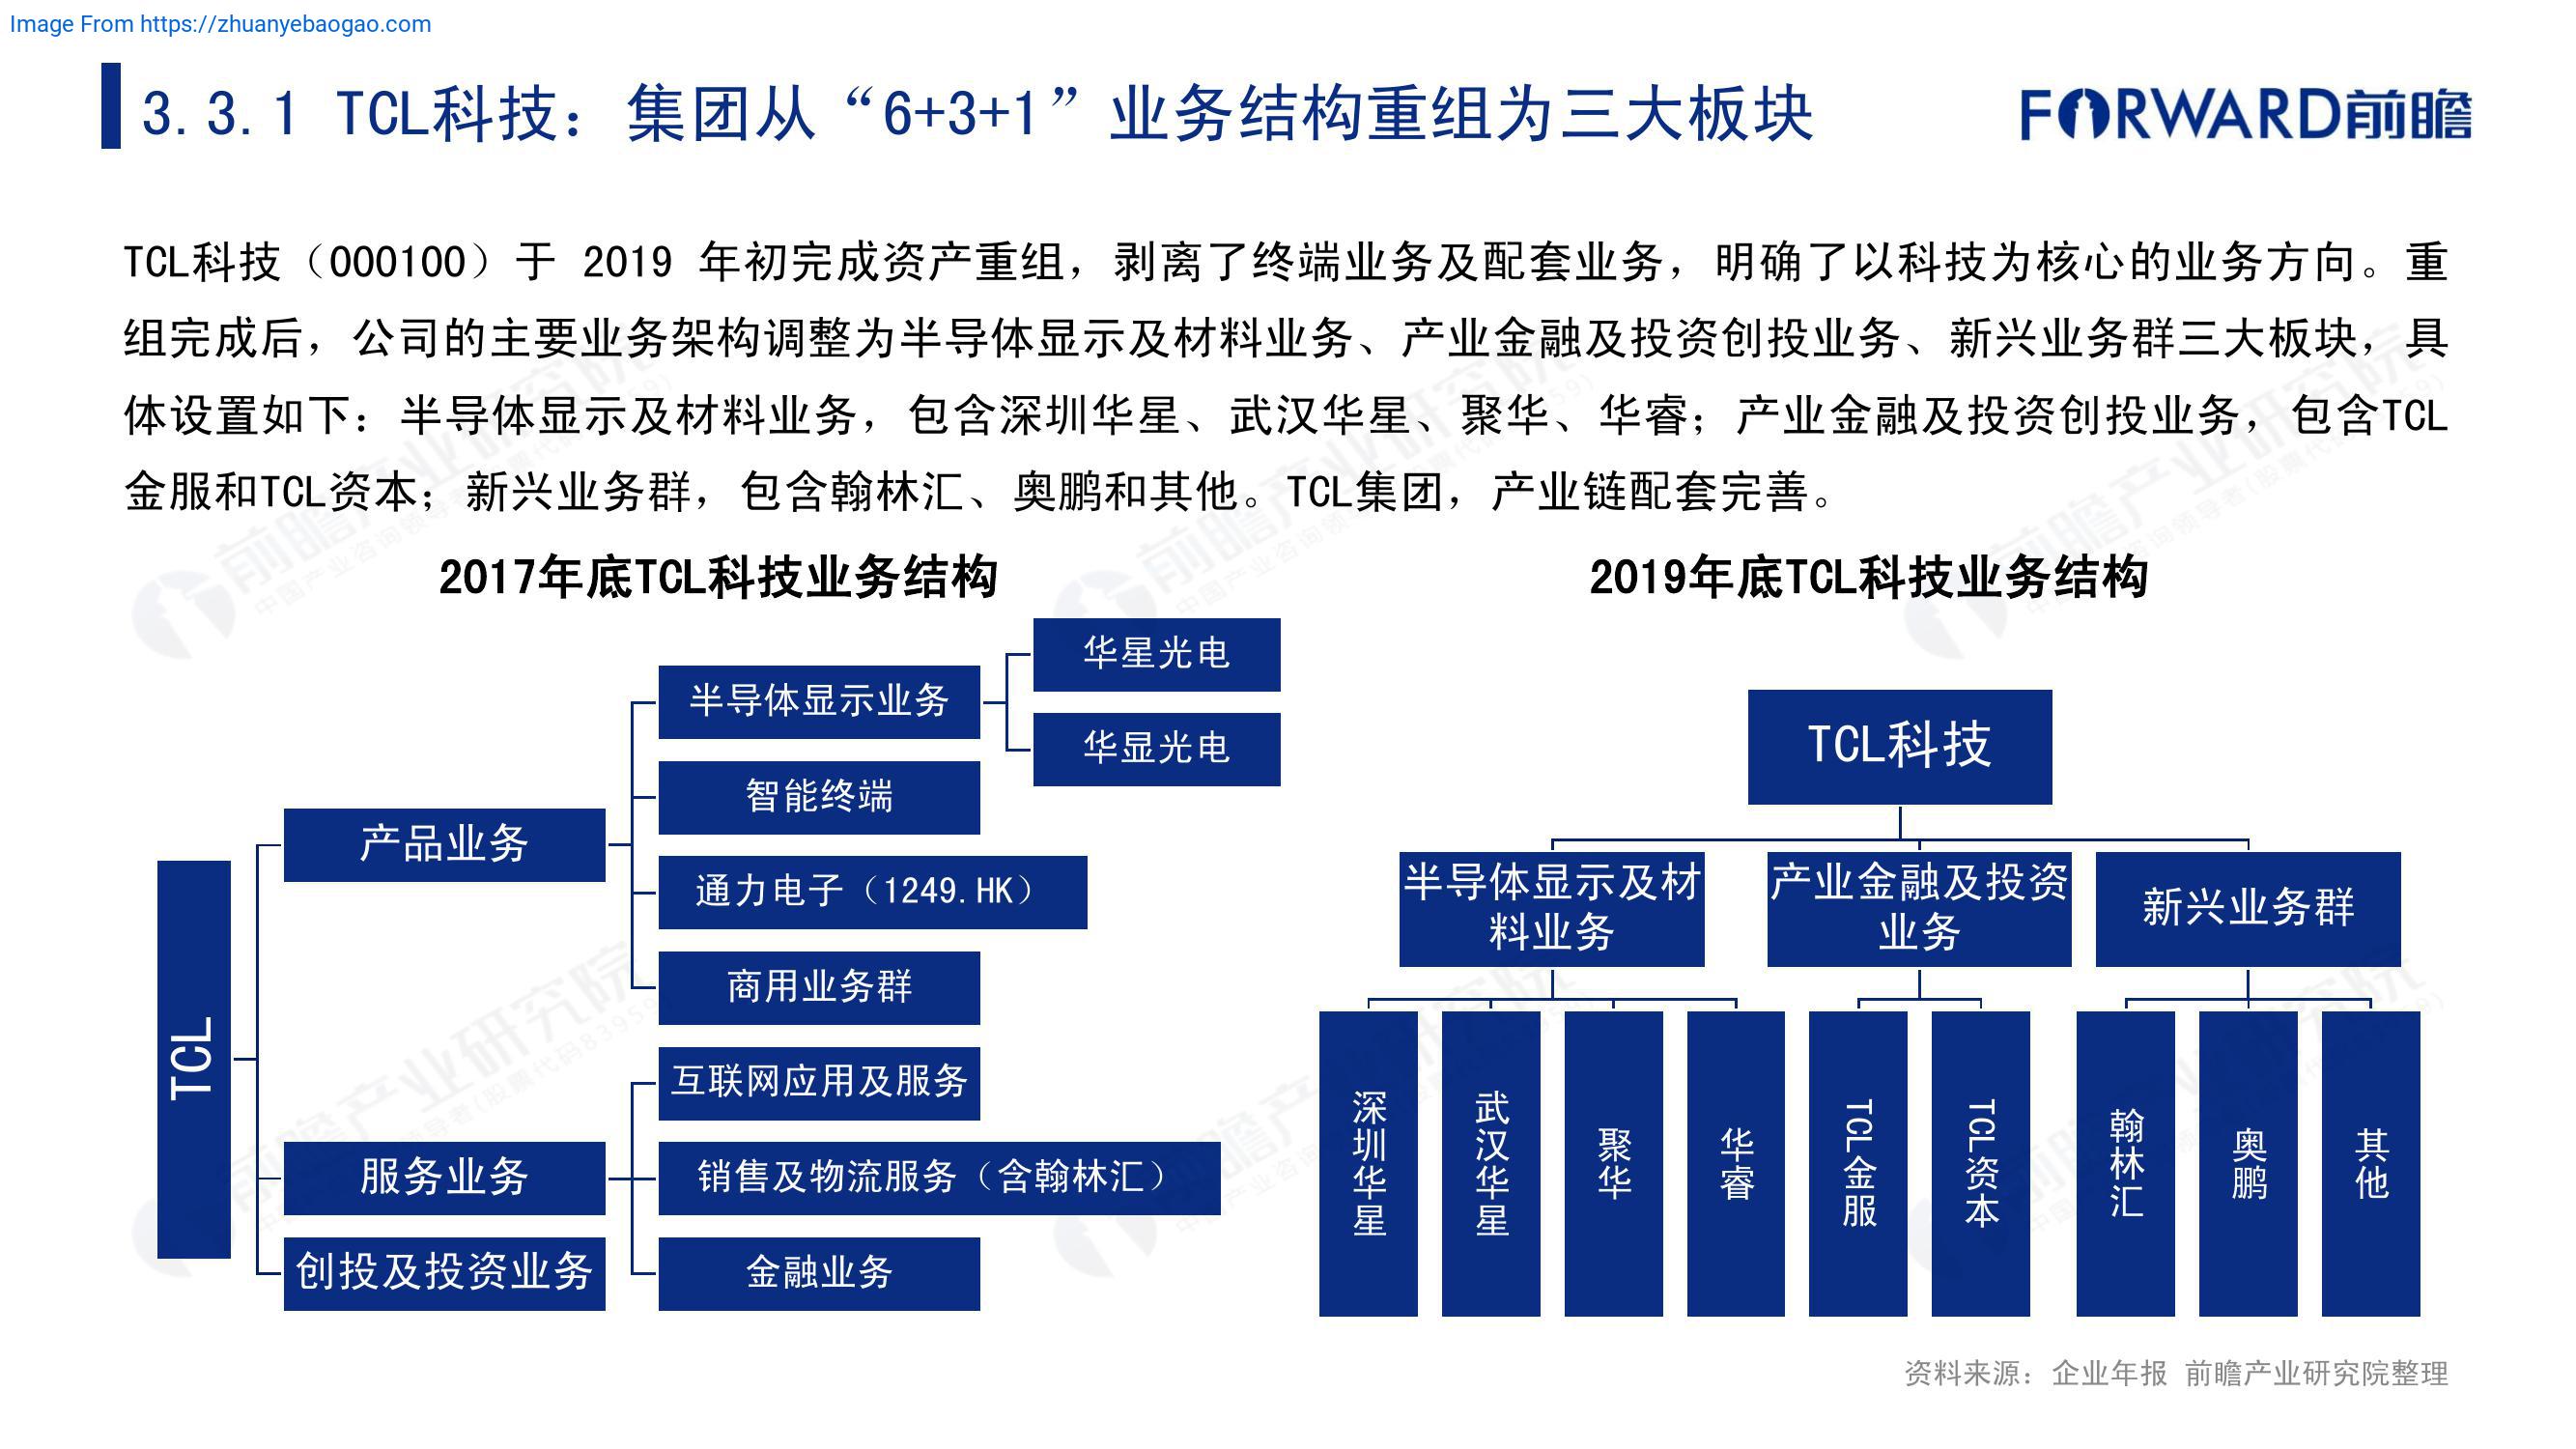 Image From https://zhuanyebaogao.com
3.3.1 TCL科技：集团从“6+3+1”业务结构重组为三大板块
FORWARD前瞻
TCL科技（000100）于 2019 年初完成资产重组，剥离了终端业务及配套业务，明确了以科技为核心的业务方向。重
组完成后，公司的主要业务架构调整为半导体显示及材料业务、产业金融及投资创投业务、新兴业务群三大板块，具
体设置如下：半导体显示及材料业务，包含深圳华星、武汉华星、聚华、华睿；产业金融及投资创投业务，包含TCL
金服和TCL资本；新兴业务群，包含翰林汇、奥鹏和其他。TCL集团，产业链配套完善。
2017年底TCL科技业务结构
TCL
产品业务
半导体显示业务
华星光电
华显光电
智能终端
通力电子（1249.HK）
商用业务群
服务业务
互联网应用及服务
销售及物流服务（含翰林汇）
金融业务
创投及投资业务
2019年底TCL科技业务结构
TCL科技
半导体显示及材
料业务
产业金融及投资
业务
新兴业务群
深圳华星
武汉华星
聚华
华睿
TCL金服
TCL资本
翰林汇
奥鹏
其他
资料来源：企业年报 前瞻产业研究院整理